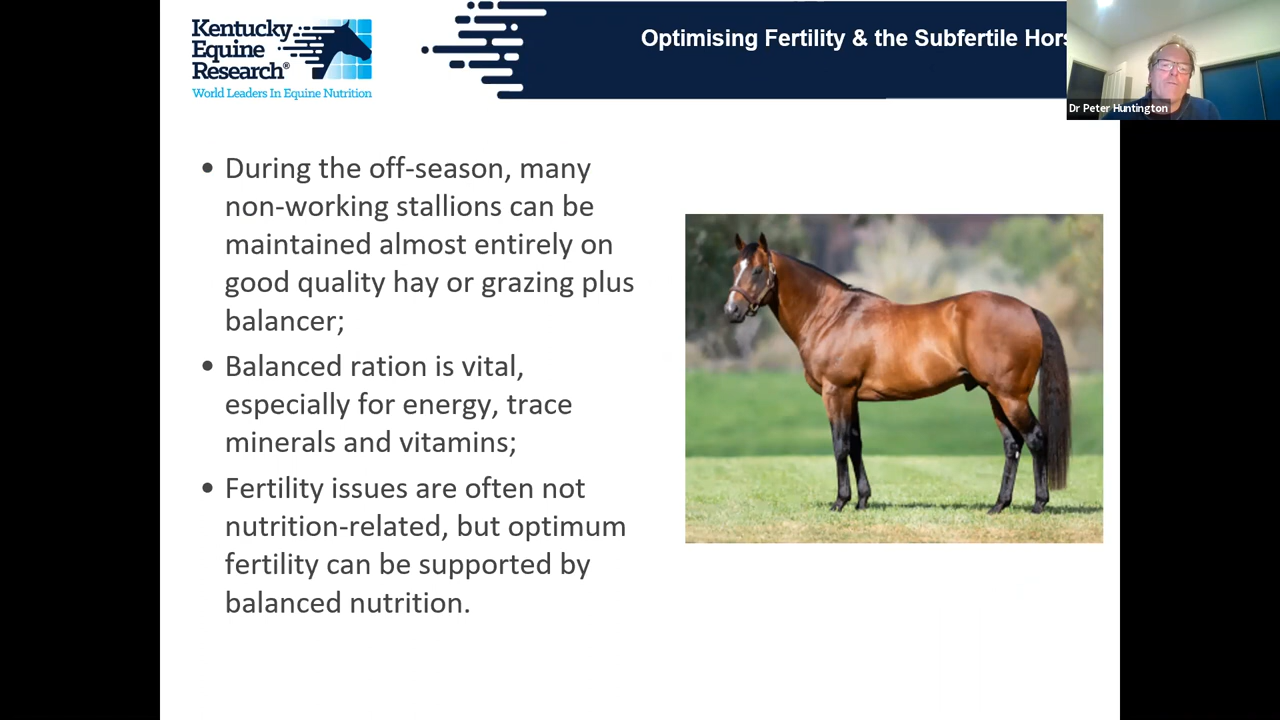 Kentucky
Equine
Research®
World Leaders In Equine Nutrition
Optimising Fertility & the Subfertile Hors
Dr Peter Huntington
• During the off-season, many
non-working stallions can be
maintained almost entirely on
good quality hay or grazing plus
balancer;
• Balanced ration is vital,
especially for energy, trace
minerals and vitamins;
• Fertility issues are often not
nutrition-related, but optimum
fertility can be supported by
balanced nutrition.